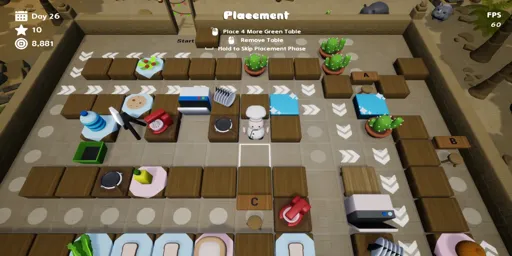 Day 26
10
8,881
Placement
Place 4 More Green Table
Remove Table
Hold to Skip Placement Phase
FPS
60
Start
A
B
C